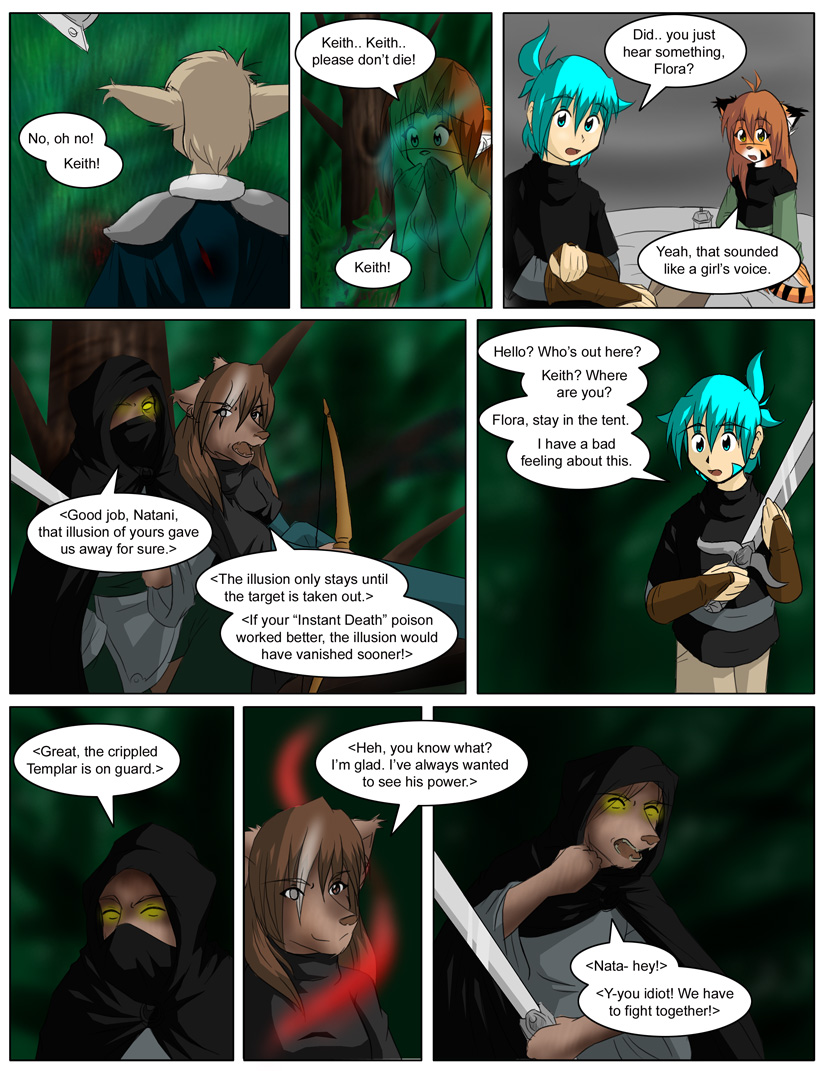 No, oh no!
Keith!
Keith.. Keith..
please don't die!
Keith!
Did.. you just
hear something,
Flora?
Yeah, that sounded
like a girl's voice.
<Good job, Natani,
that illusion of yours gave
us away for sure.>
<The illusion only stays until
the target is taken out.>
<If your “Instant Death” poison
worked better, the illusion would
have vanished sooner!>
Hello? Who's out here?
Keith? Where
are you?
Flora, stay in the tent.
I have a bad
feeling about this.
<Great, the crippled
Templar is on guard.>
<Heh, you know what?
I'm glad. I've always wanted
to see his power.>
<Nata- hey!>
<Y-you idiot! We have
to fight together!>